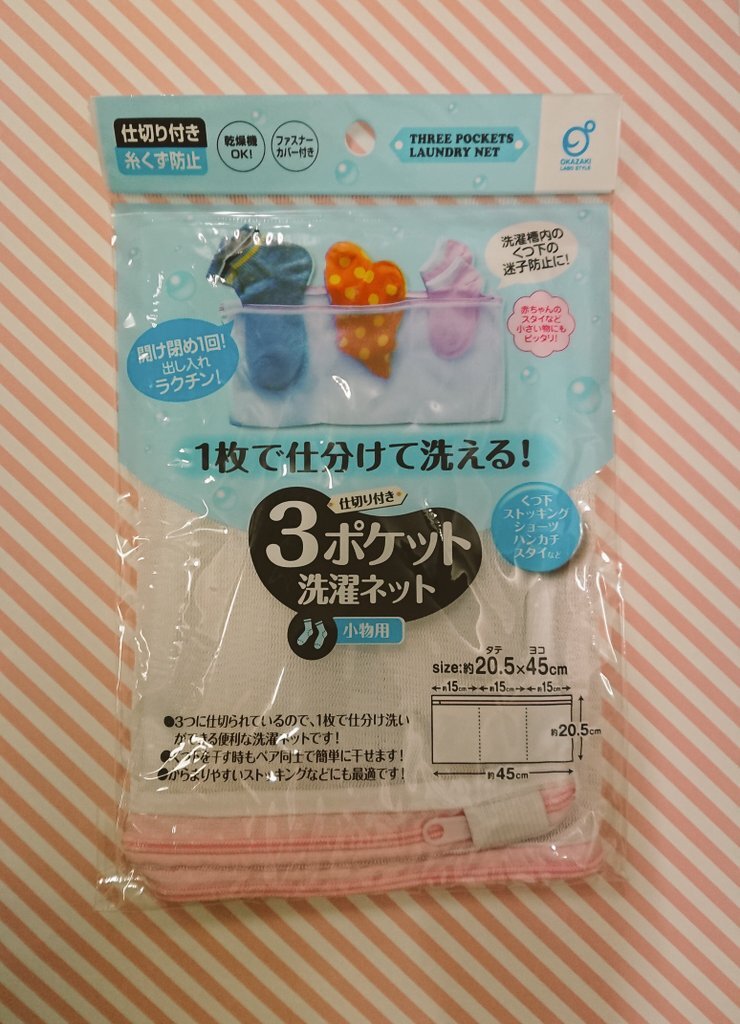 仕切り付き
糸くず防止
乾燥機
OK!
ファスナー
カバー付き
THREE POCKETS
LAUNDRY NET
OKAZAKI
LABO STYLE
洗濯槽内の
くつ下の
迷子防止に!
赤ちゃんの
スタイなど
小さい物にも
ピッタリ!
開け閉め1回!
出し入れ
ラクチン!
1枚で仕分けて洗える!
仕切り付き
3ポケット
洗濯ネット
小物用
くつ下
ストッキング
ショーツ
ハンカチ
スタイなど
タテ ヨコ
size:約20.5×45cm
約15cm 約15cm 約15cm
約20.5cm
約45cm
●3つに仕切られているので、1枚で仕分け洗い
ができる便利な洗濯ネットです!
●くつ下を干す時もペア同士で簡単に干せます!
●からまりやすいストッキングなどにも最適です!